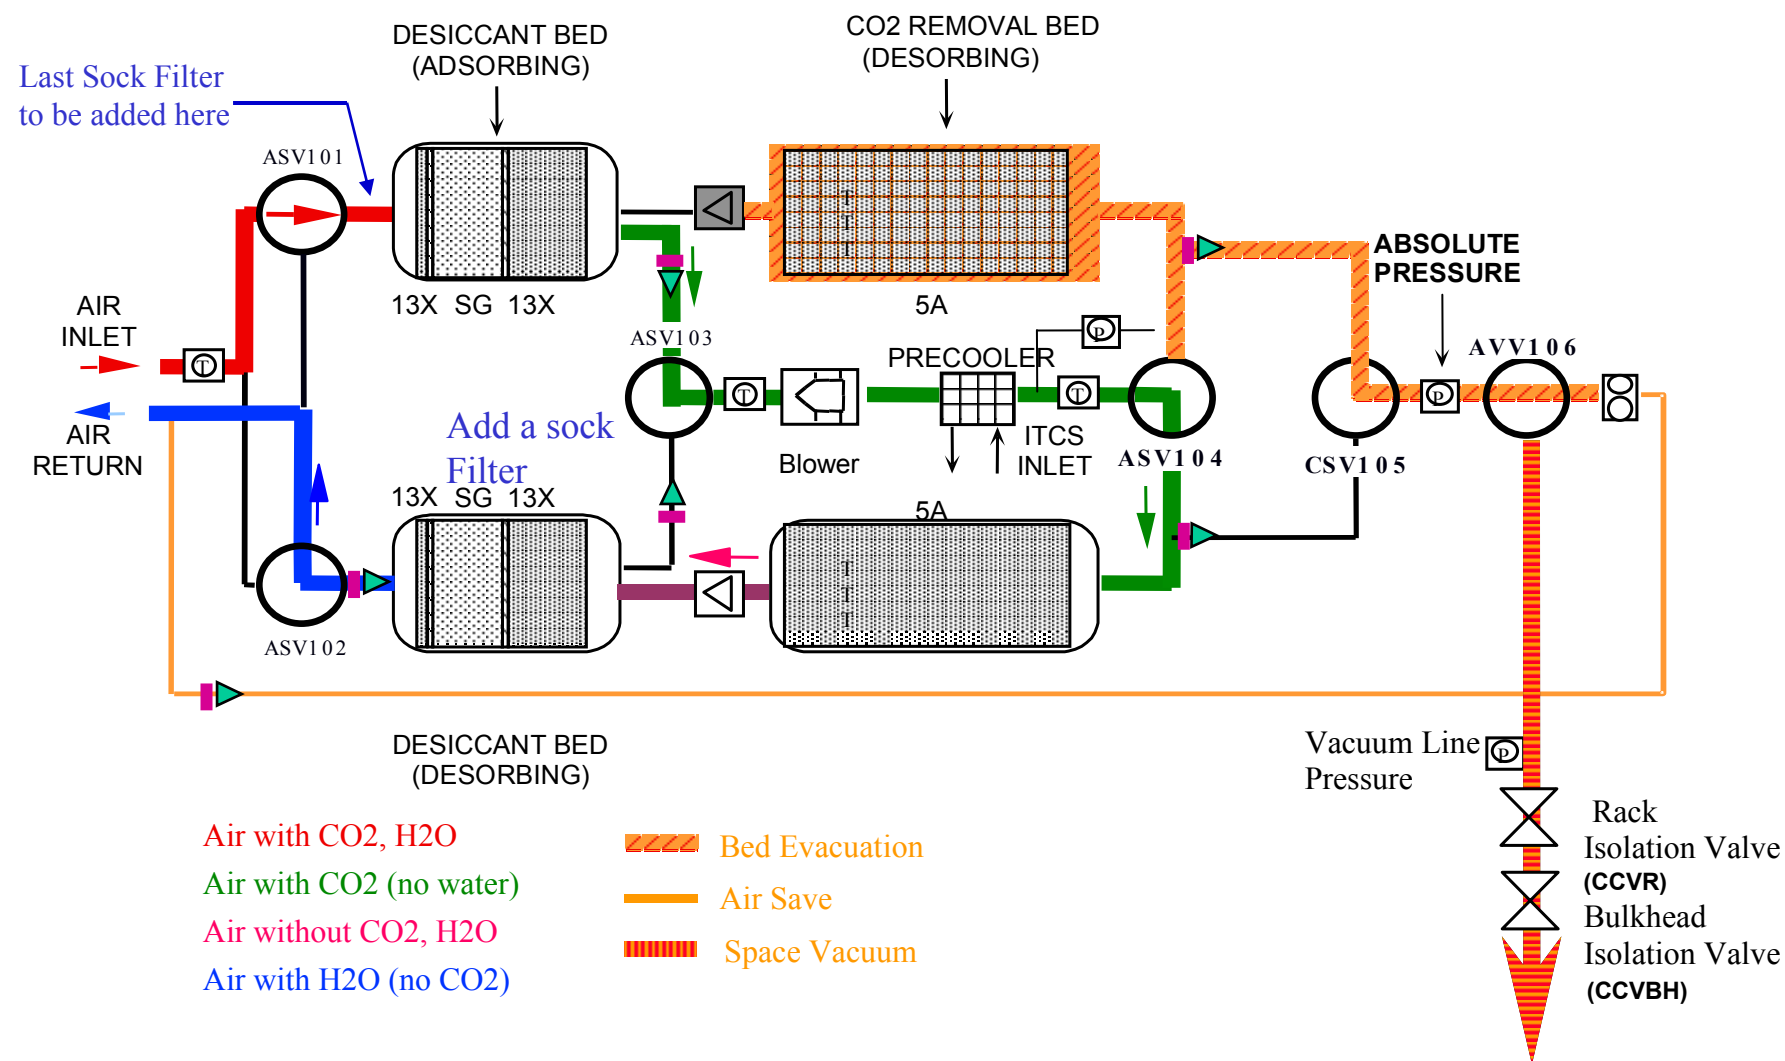 DESICCANT BED
(ADSORBING)
CO2 REMOVAL BED
(DESORBING)
Last Sock Filter
to be added here
ASV101
T
T
T
13X SG 13X
5A
ABSOLUTE
PRESSURE
AIR
INLET
T
ASV103
PRECOOLER
P
AVV106
T
T
P
AIR
RETURN
Add a sock
Filter
Blower
ITCS
INLET
ASV104
CSV105
13X SG 13X
5A
T
T
T
ASV102
DESICCANT BED
(DESORBING)
Vacuum Line
Pressure
P
Rack
Isolation Valve
(CCVR)
Bulkhead
Isolation Valve
(CCVBH)
Air with CO2, H2O
Air with CO2 (no water)
Air without CO2, H2O
Air with H2O (no CO2)
Bed Evacuation
Air Save
Space Vacuum